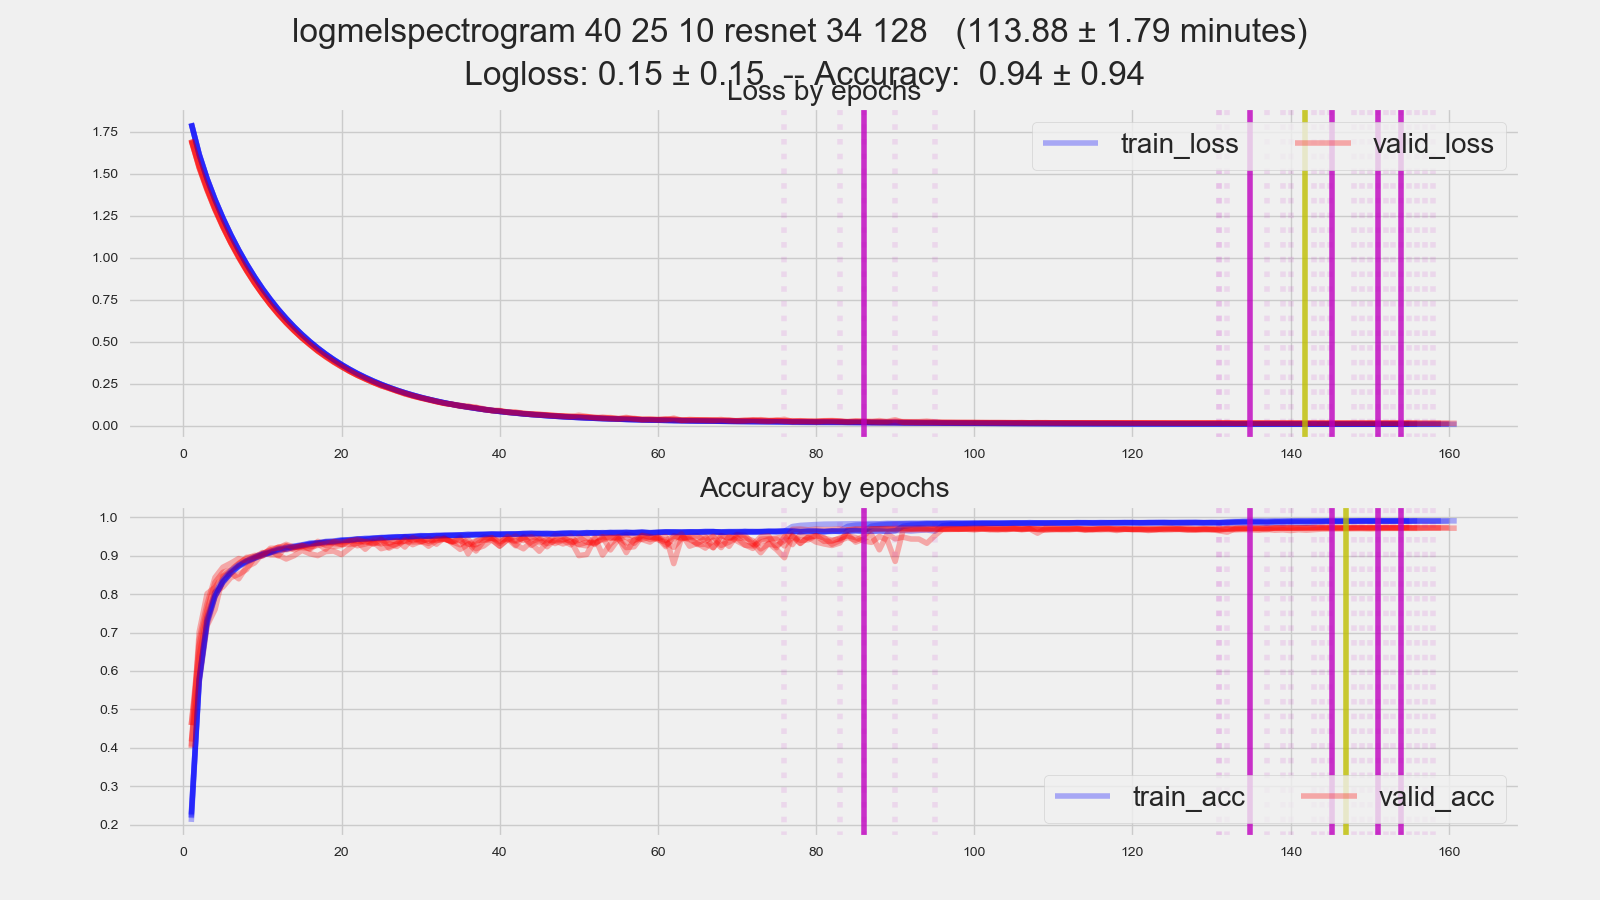 logmelspectrogram 40 25 10 resnet 34 128 (113.88 ± 1.79 minutes)
Logloss: 0.15 ± 0.15 -- Accuracy: 0.94 ± 0.94
Loss by epochs
train_loss valid_loss
1.75
1.50
1.25
1.00
0.75
0.50
0.25
0.00
0 20 40 60 80 100 120 140 160
Accuracy by epochs
1.0
0.9
0.8
0.7
0.6
0.5
0.4
0.3
0.2
train_acc valid_acc
0 20 40 60 80 100 120 140 160